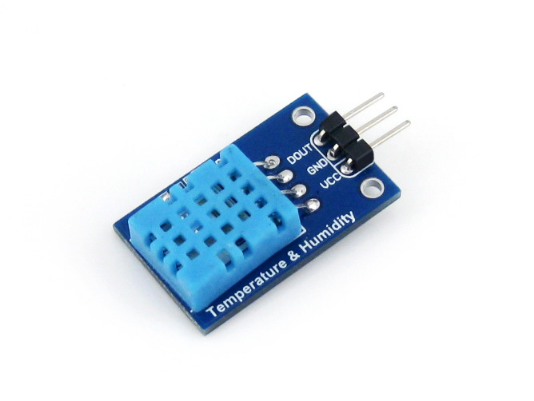 DOUT
GND
VCC
Temperature & Humidity